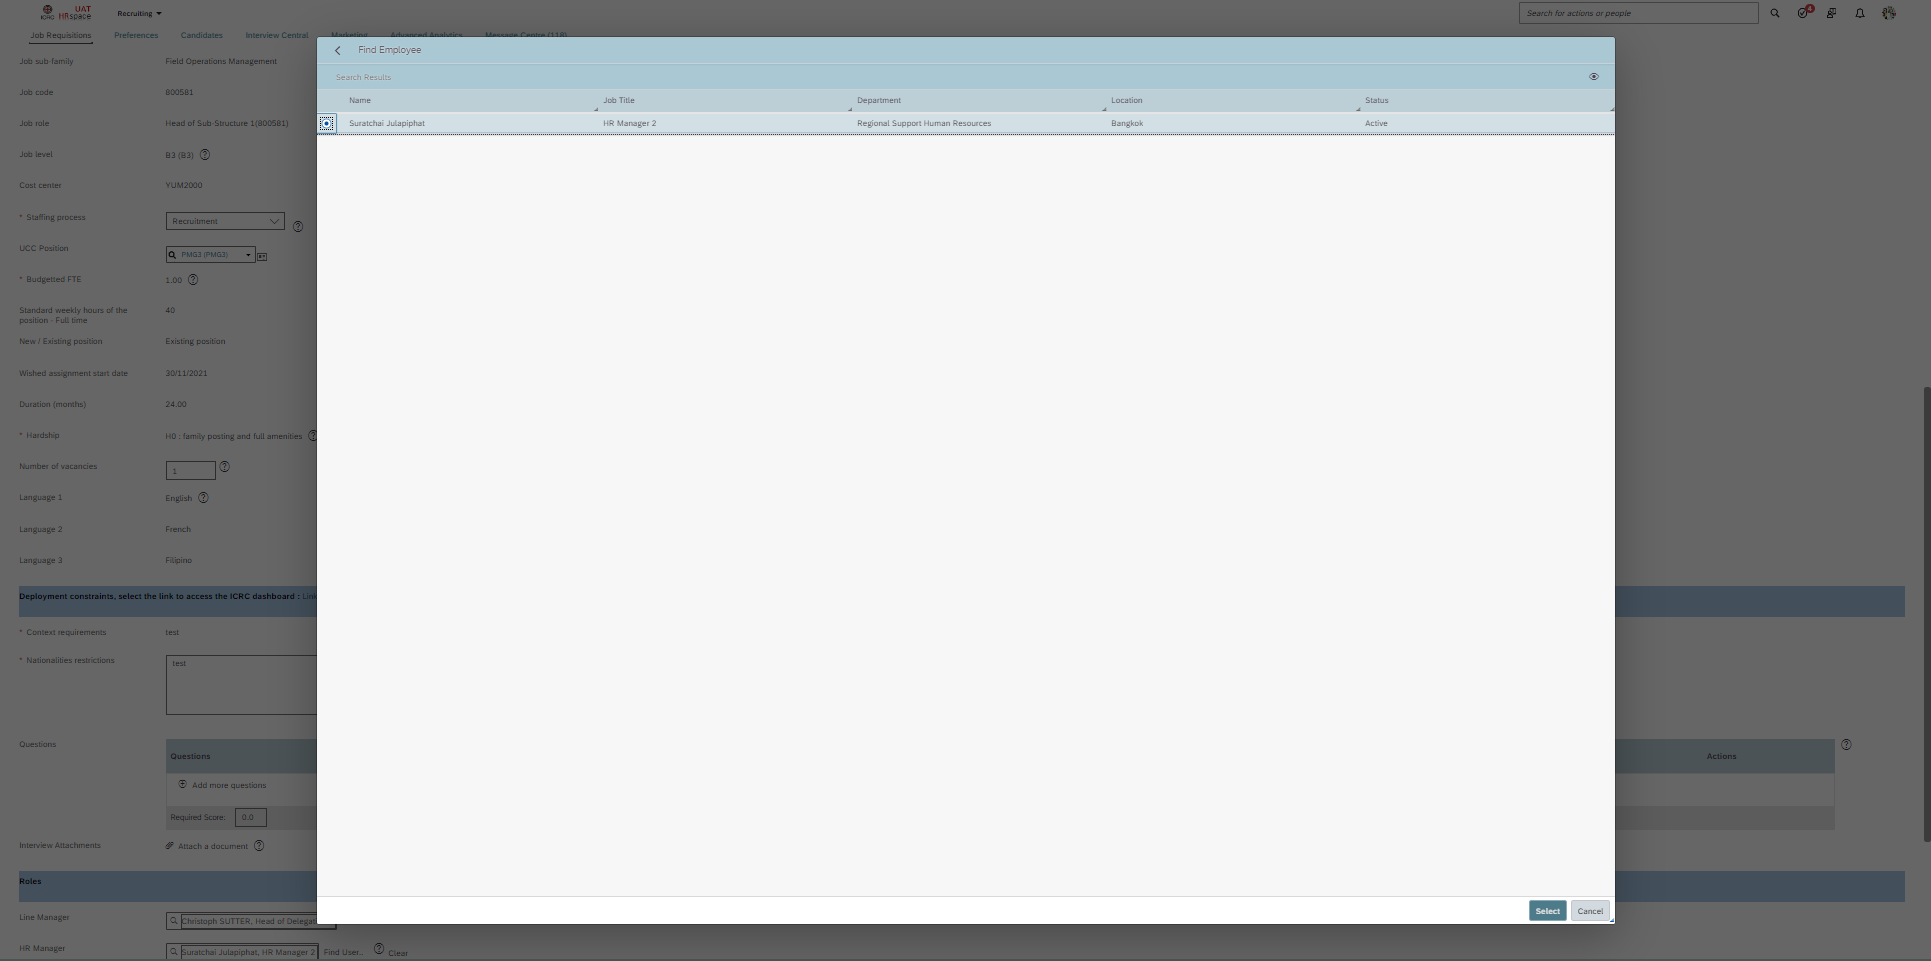 UAT
ICRC HRspace
Recruiting
Search for actions or people
4
Job Requisitions
Preferences
Candidates
Interview Central
Marketing
Advanced Analytics
Message Centre (118)
Find Employee
Search Results
Name
Job Title
Department
Location
Status
Suratchai Julapiphat
HR Manager 2
Regional Support Human Resources
Bangkok
Active
Job sub-family
Field Operations Management
Job code
800581
Job role
Head of Sub-Structure 1(800581)
Job level
B3 (B3)
Cost center
YUM2000
* Staffing process
Recruitment
UCC Position
PMG3 (PMG3)
* Budgetted FTE
1.00
Standard weekly hours of the
position - Full time
40
New / Existing position
Existing position
Wished assignment start date
30/11/2021
Duration (months)
24.00
* Hardship
H0 : family posting and full amenities
Number of vacancies
1
Language 1
English
Language 2
French
Language 3
Filipino
Deployment constraints, select the link to access the ICRC dashboard : Link
* Context requirements
test
* Nationalities restrictions
test
Questions
Questions
Actions
Add more questions
Required Score:
0.0
Interview Attachments
Attach a document
Roles
Line Manager
Christoph SUTTER, Head of Delegat
HR Manager
Suratchai Julapiphat, HR Manager 2
Find User...
Clear
Select
Cancel